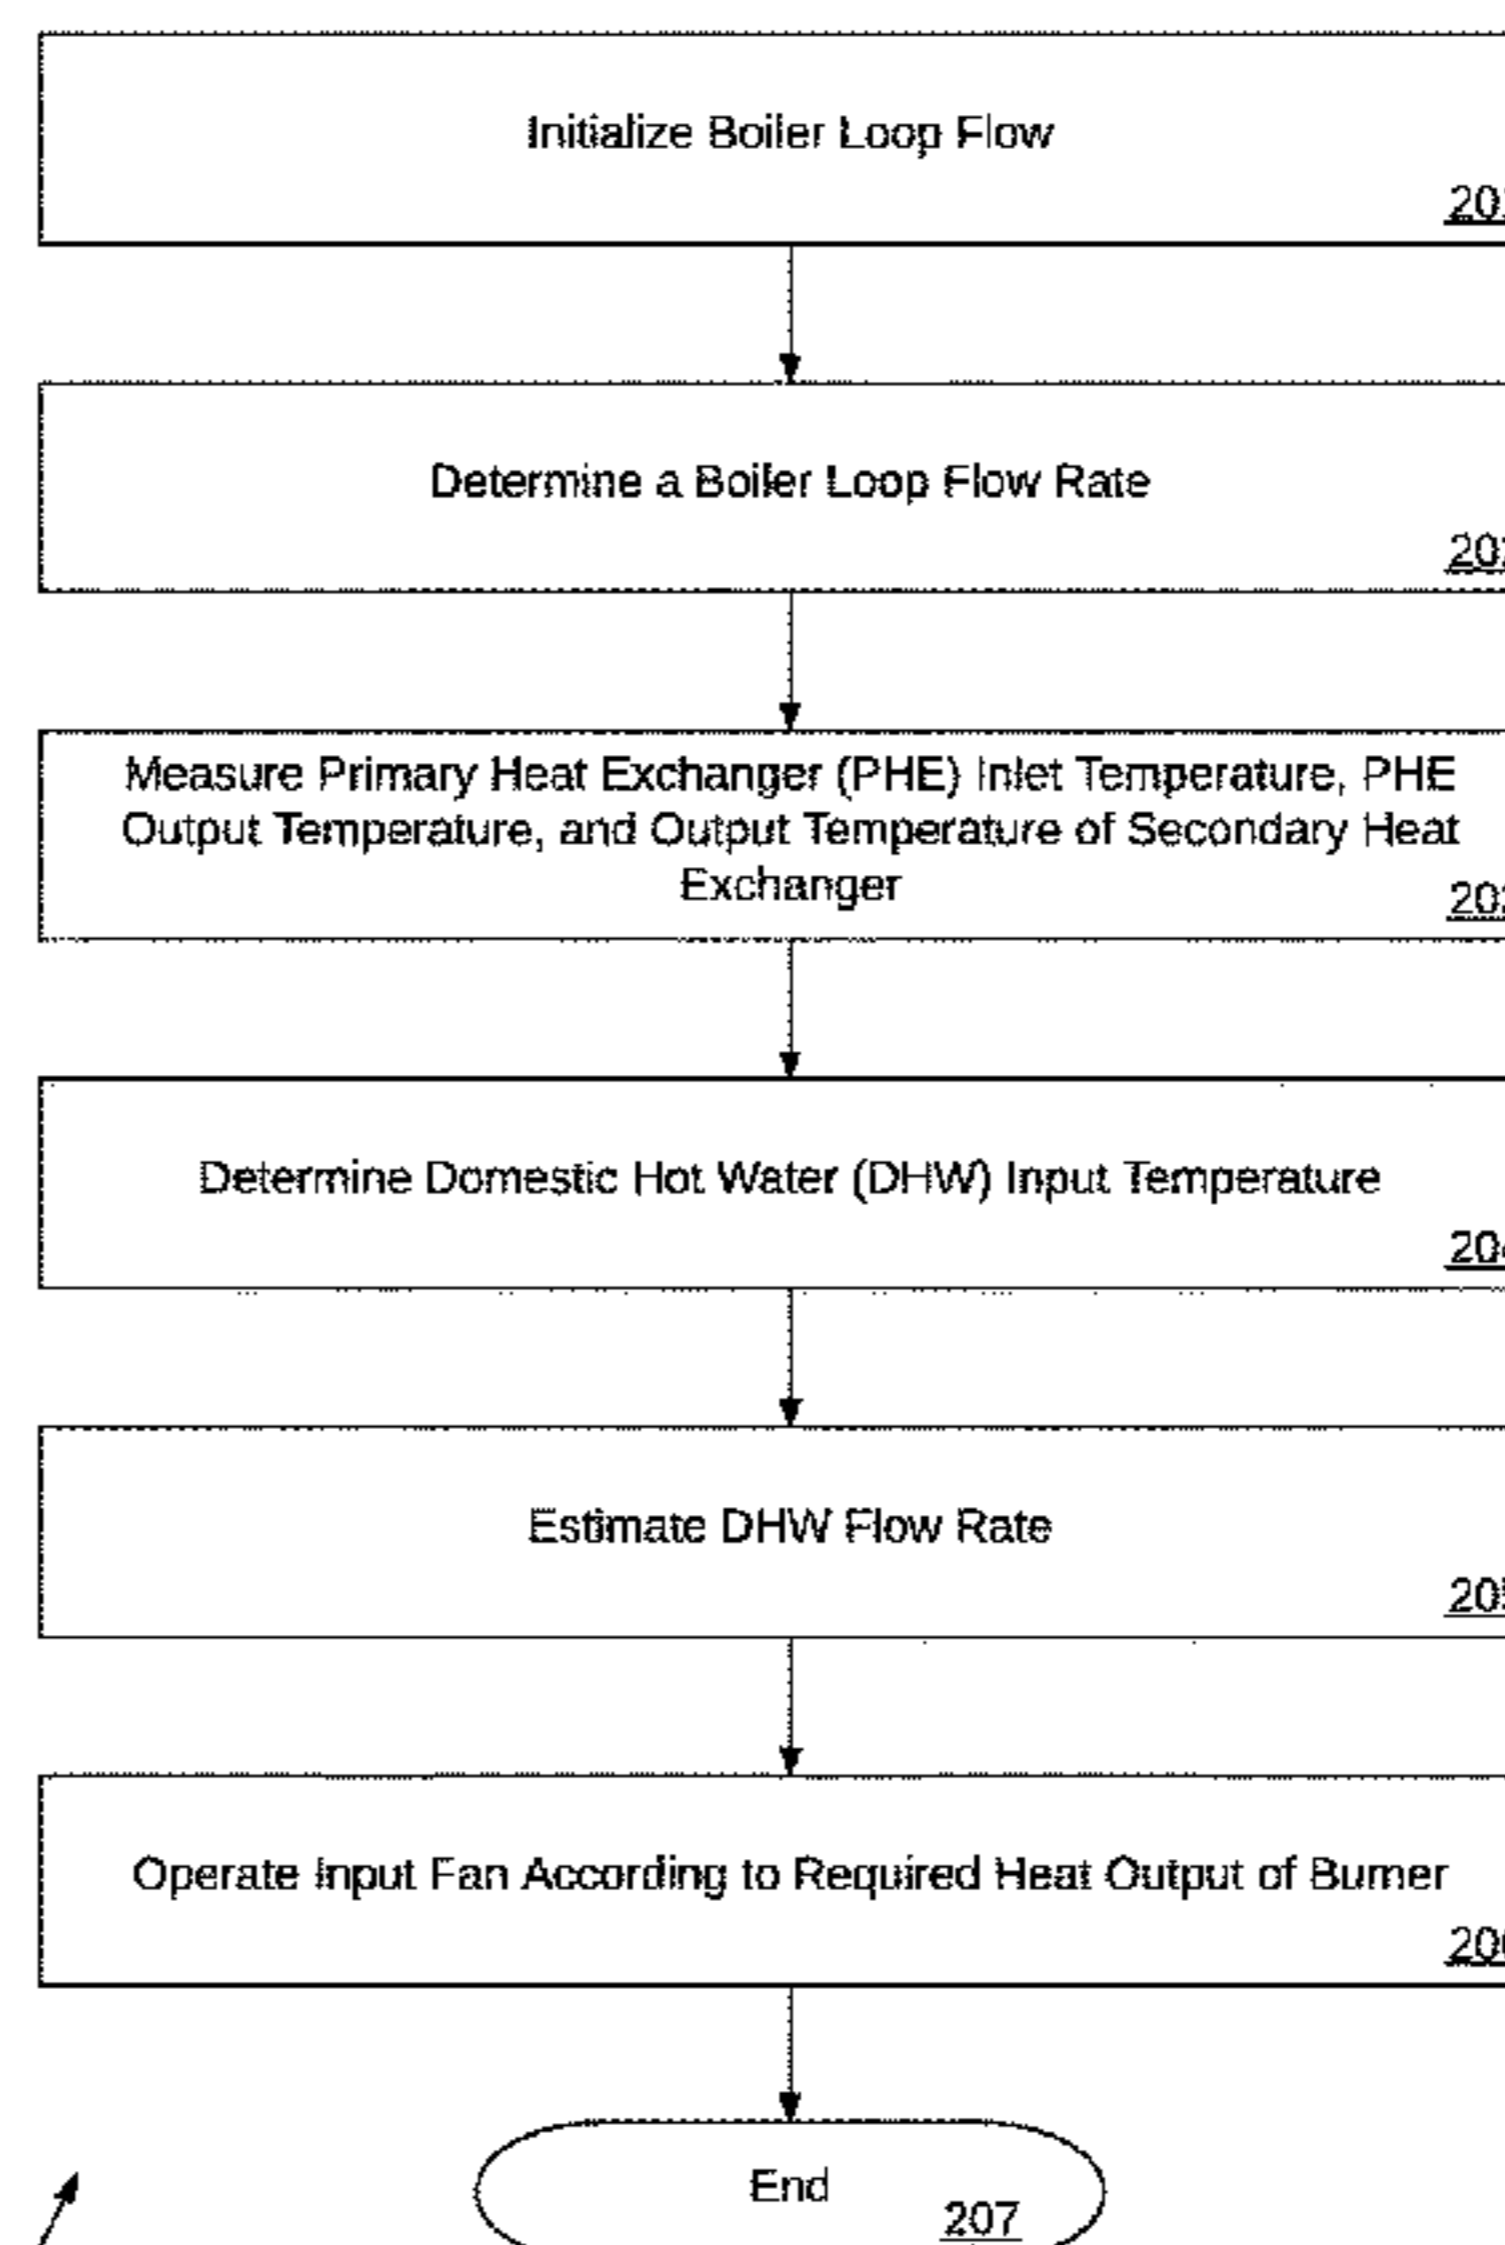 Initialize Boiler Loop Flow
Determine a Boiler Loop Flow Rate
Measure Primary Heat Exchanger (PHE) Inlet Temperature, PHE
Output Temperature, and Output Temperature of Secondary Heat
Exchanger
Determine Domestic Hot Water (DHW) Input Temperature
Estimate DHW Flow Rate
Operate Input Fan According to Required Heat Output of Burner
End
207